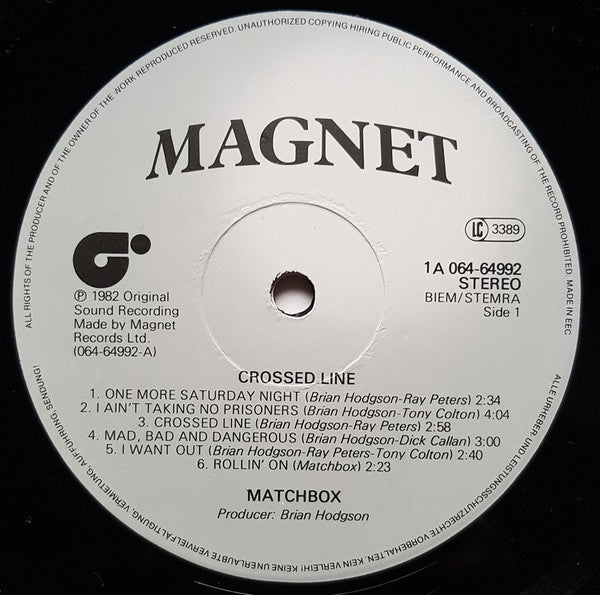 ALL RIGHTS OF THE PRODUCER AND OF THE OWNER OF THE WORK REPRODUCED RESERVED. UNAUTHORIZED COPYING HIRING PUBLIC PERFORMANCE AND BROADCASTING OF THE RECORD PROHIBITED. MADE IN EEC
MAGNET
LC 3389
1A 064-64992
STEREO
BIEM/STEMRA
Side 1
℗ 1982 Original
Sound Recording
Made by Magnet
Records Ltd.
(064-64992-A)
CROSSED LINE
1. ONE MORE SATURDAY NIGHT (Brian Hodgson-Ray Peters) 2:34
2. I AIN'T TAKING NO PRISONERS (Brian Hodgson-Tony Colton) 4:04
3. CROSSED LINE (Brian Hodgson-Ray Peters) 2:58
4. MAD, BAD AND DANGEROUS (Brian Hodgson-Dick Callan) 3:00
5. I WANT OUT (Brian Hodgson-Ray Peters-Tony Colton) 2:40
6. ROLLIN' ON (Matchbox) 2:23
MATCHBOX
Producer: Brian Hodgson
ALLE URHEBER UND LEISTUNGSSCHUTZRECHTE VORBEHALTEN. KEIN VERLEIH! KEINE UNERLAUBTE VERVIELFÄLTIGUNG, VERMIETUNG, AUFFÜHRUNG, SENDUNG!